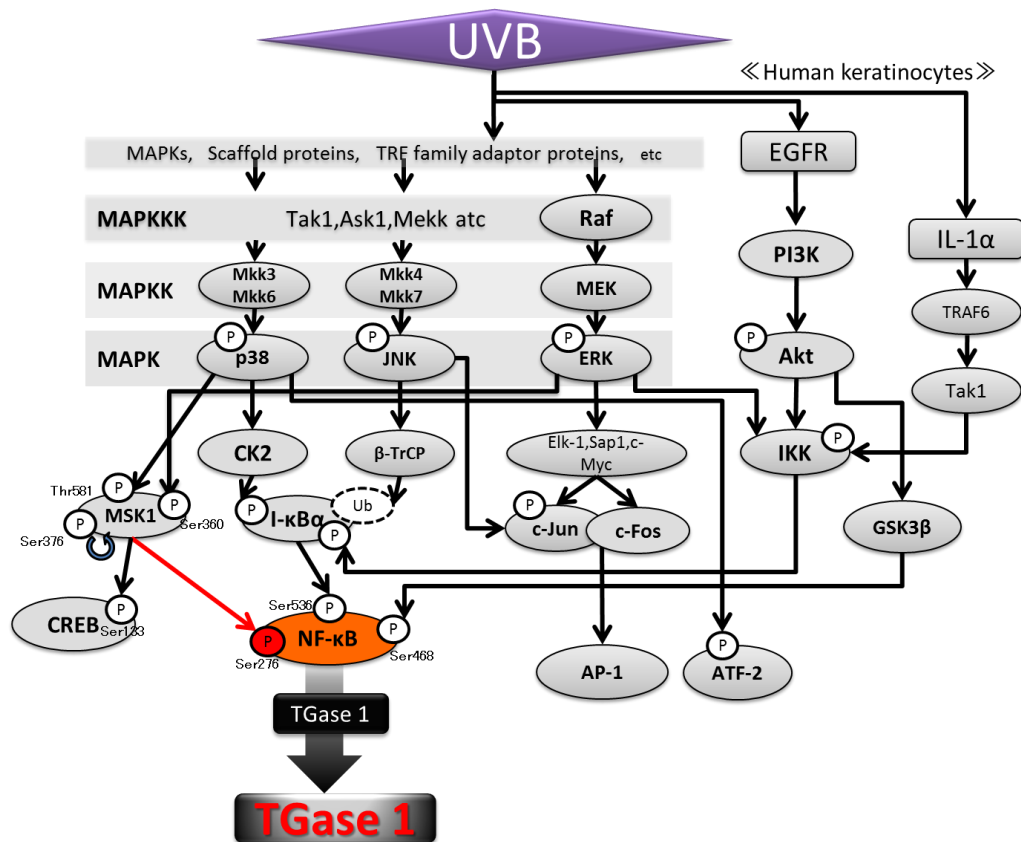 UVB
≪Human keratinocytes≫
MAPKs, Scaffold proteins, TRF family adaptor proteins, etc
EGFR
MAPKKK
Tak1,Ask1,Mekk atc
Raf
PI3K
IL-1α
MAPKK
Mkk3
Mkk6
Mkk4
Mkk7
MEK
TRAF6
MAPK
P
p38
P
JNK
P
ERK
P
Akt
Tak1
CK2
β-TrCP
Elk-1,Sap1,c-
Myc
IKK
P
Thr581
P
MSK1
P
Ser360
P
Ser376
P
I-κBα
Ub
P
P
c-Jun
c-Fos
GSK3β
CREB
P
Ser133
Ser536
P
NF-κB
P
Ser276
P
Ser468
AP-1
P
ATF-2
TGase 1
TGase 1